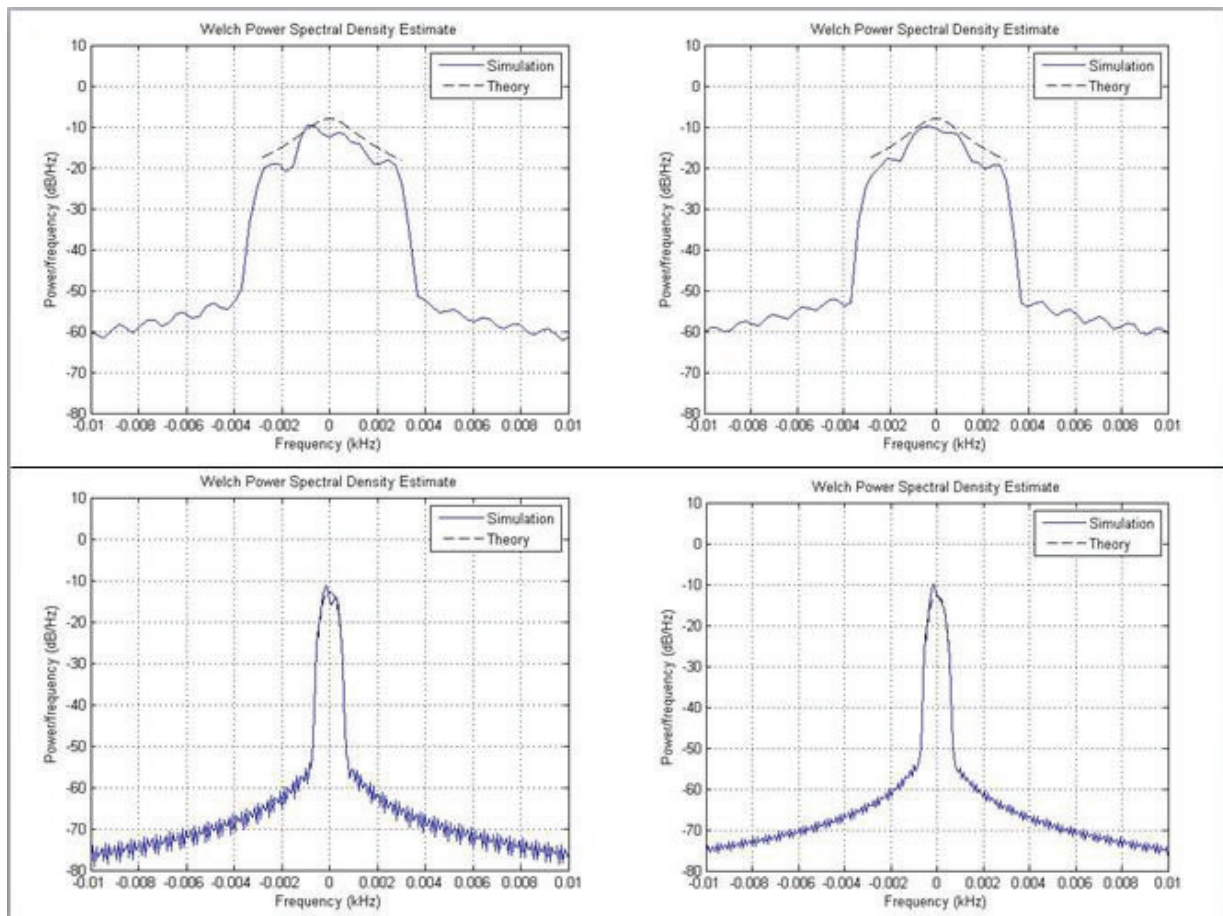 Welch Power Spectral Density Estimate
10
0
-10
-20
-30
-40
-50
-60
-70
-80
Power/frequency (dB/Hz)
Simulation
Theory
-0.01 -0.008 -0.006 -0.004 -0.002 0 0.002 0.004 0.006 0.008 0.01
Frequency (kHz)
Welch Power Spectral Density Estimate
10
0
-10
-20
-30
-40
-50
-60
-70
-80
Power/frequency (dB/Hz)
Simulation
Theory
-0.01 -0.008 -0.006 -0.004 -0.002 0 0.002 0.004 0.006 0.008 0.01
Frequency (kHz)
Welch Power Spectral Density Estimate
10
0
-10
-20
-30
-40
-50
-60
-70
-80
Power/frequency (dB/Hz)
Simulation
Theory
-0.01 -0.008 -0.006 -0.004 -0.002 0 0.002 0.004 0.006 0.008 0.01
Frequency (kHz)
Welch Power Spectral Density Estimate
10
0
-10
-20
-30
-40
-50
-60
-70
-80
Power/frequency (dB/Hz)
Simulation
Theory
-0.01 -0.008 -0.006 -0.004 -0.002 0 0.002 0.004 0.006 0.008 0.01
Frequency (kHz)